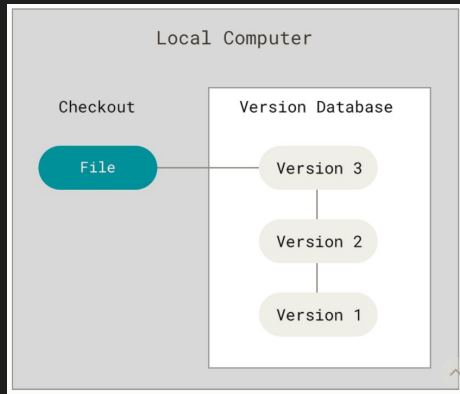 Local Computer
Checkout
Version Database
File
Version 3
Version 2
Version 1